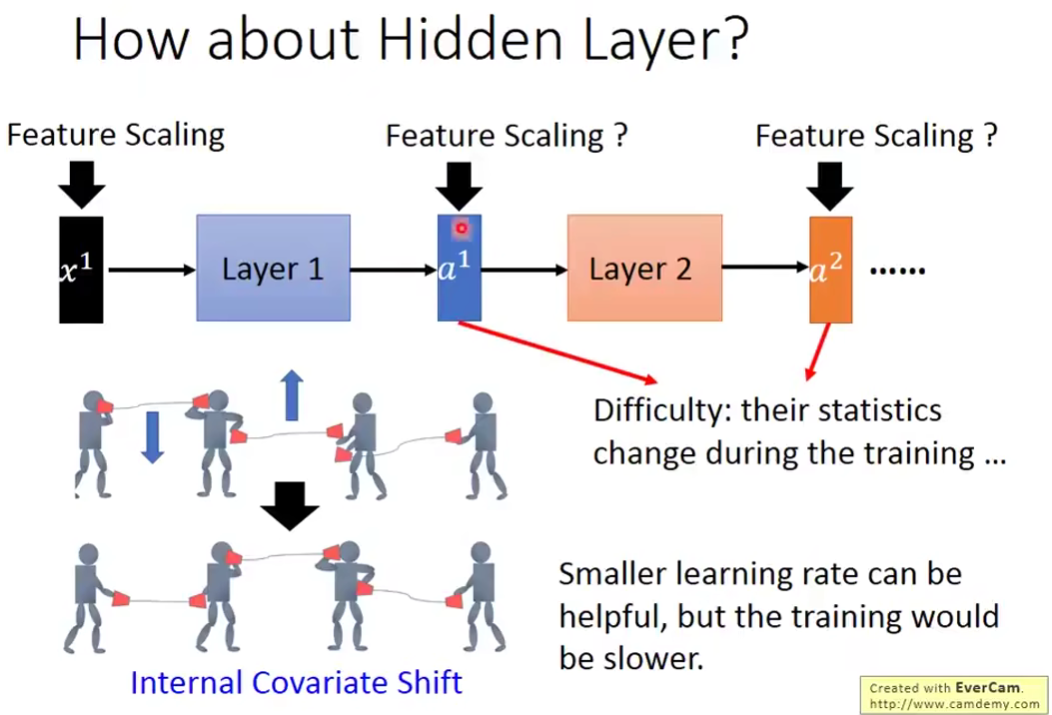 How about Hidden Layer?
Feature Scaling
Feature Scaling ?
Feature Scaling ?
x¹
Layer 1
a¹
Layer 2
a²
......
Difficulty: their statistics
change during the training ...
Smaller learning rate can be
helpful, but the training would
be slower.
Internal Covariate Shift
Created with EverCam.
http://www.camdemy.com